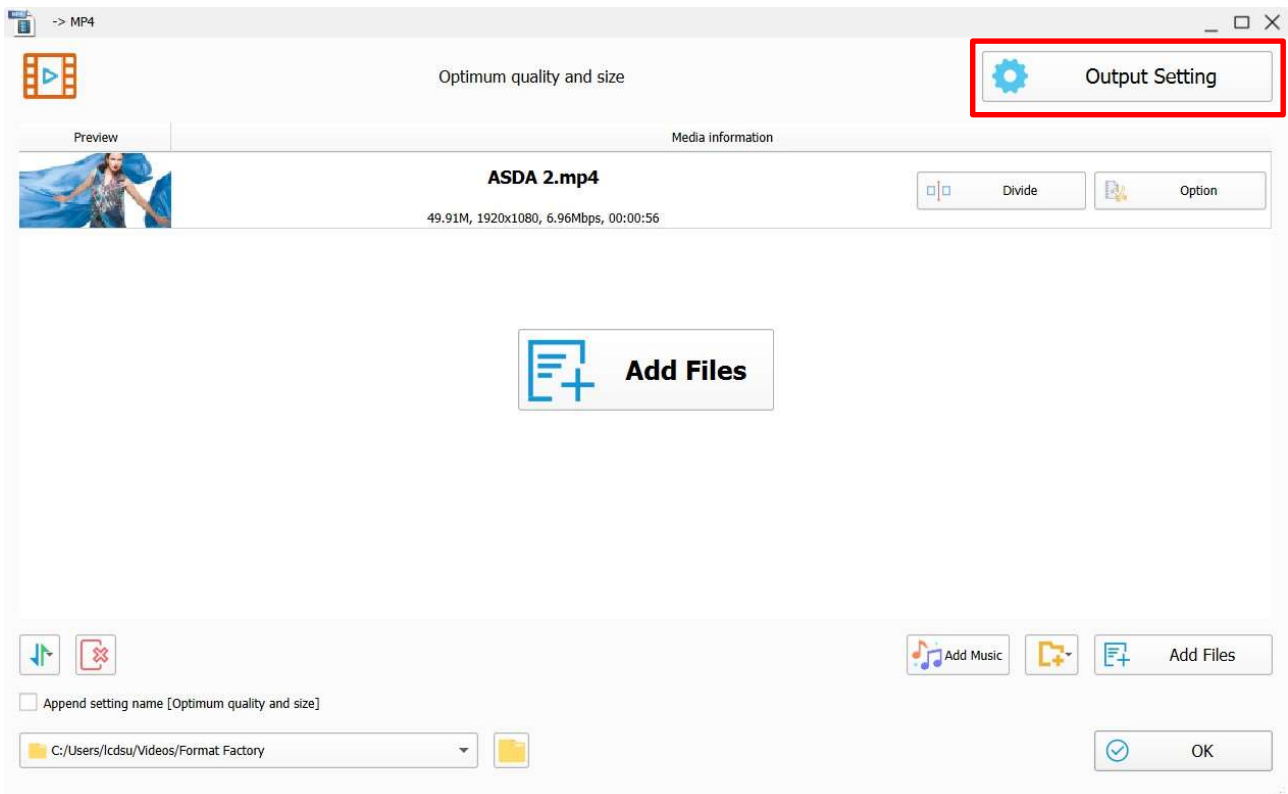 -> MP4
Optimum quality and size
Output Setting
Preview
Media information
ASDA 2.mp4
49.91M, 1920x1080, 6.96Mbps, 00:00:56
Divide
Option
Add Files
Add Music
Add Files
Append setting name [Optimum quality and size]
C:/Users/lcdsu/Videos/Format Factory
OK